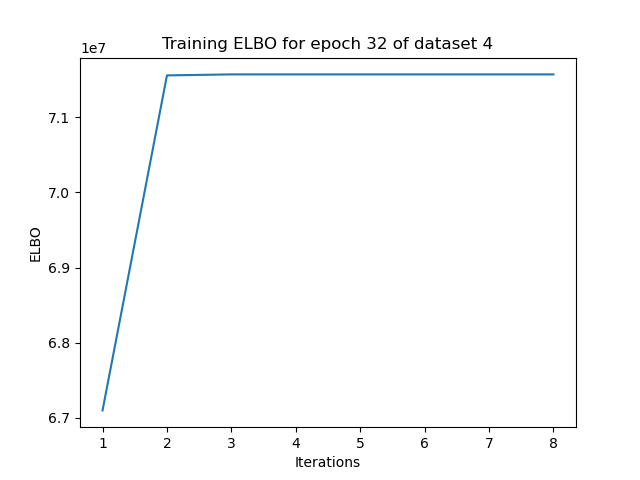 Training ELBO for epoch 32 of dataset 4
1e7
7.1
7.0
6.9
6.8
6.7
ELBO
1 2 3 4 5 6 7 8
Iterations